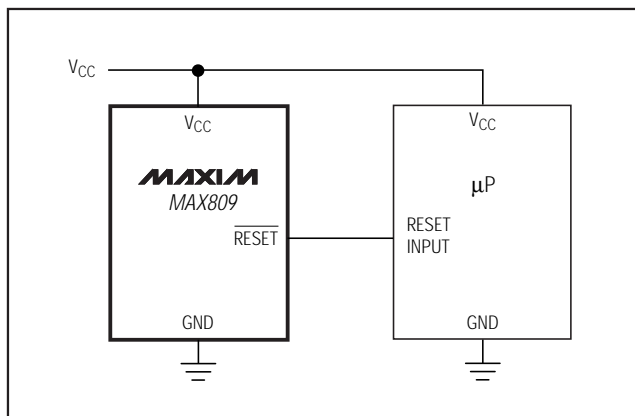 VCC
VCC
MAXIM
MAX809
RESET
GND
VCC
μP
RESET
INPUT
GND